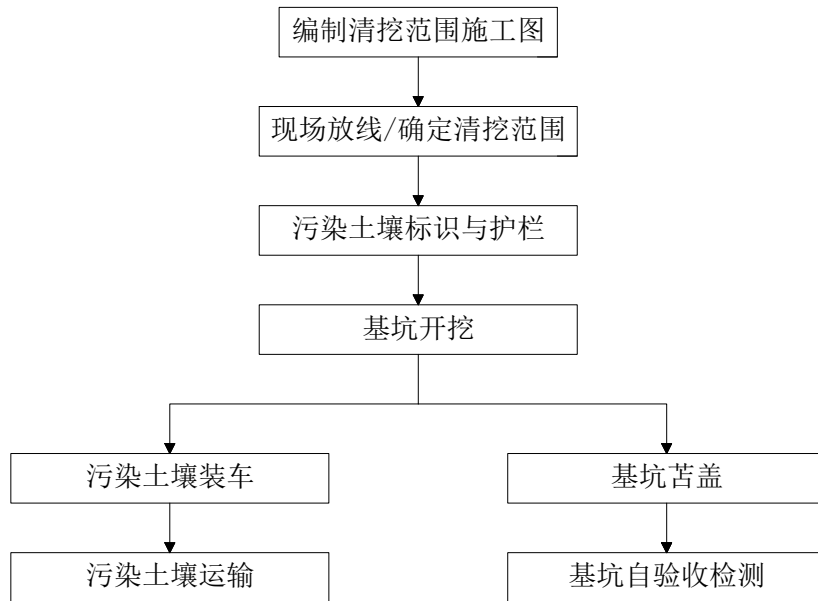 编制清挖范围施工图
现场放线/确定清挖范围
污染土壤标识与护栏
基坑开挖
污染土壤装车
基坑苫盖
污染土壤运输
基坑自验收检测